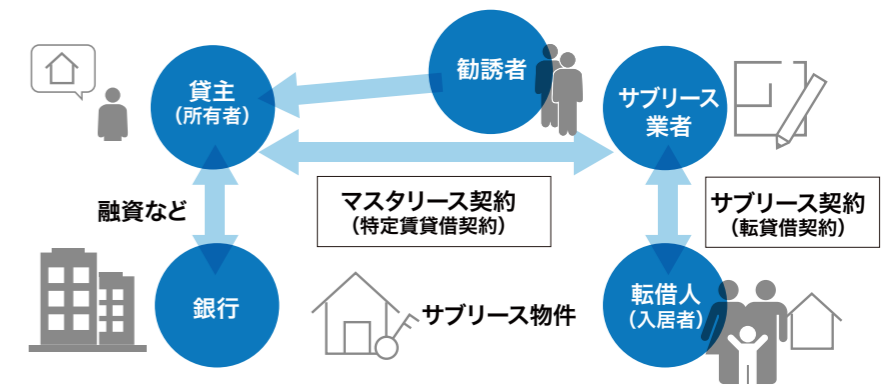 勧誘者
貸主
（所有者）
サブリース
業者
融資など
マスタリース契約
（特定賃貸借契約）
サブリース契約
（転貸借契約）
銀行
サブリース物件
転借人
（入居者）